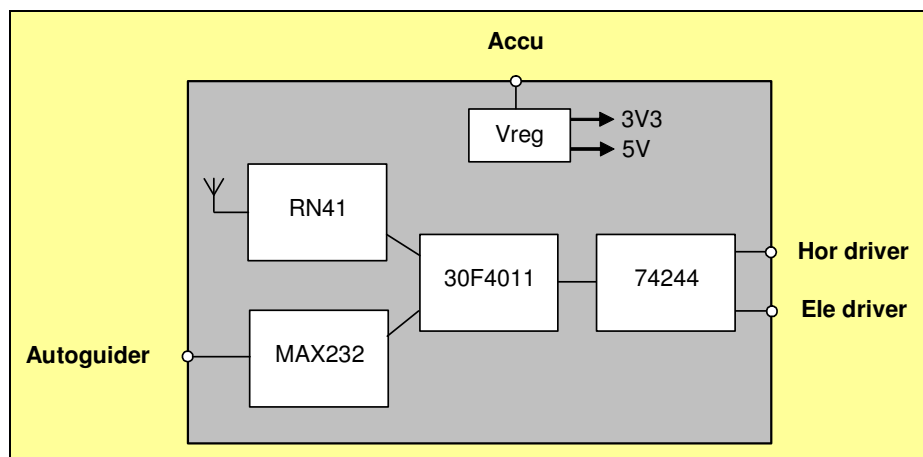 Accu
3V3
Vreg
5V
RN41
Hor driver
30F4011
74244
Ele driver
Autoguider
MAX232